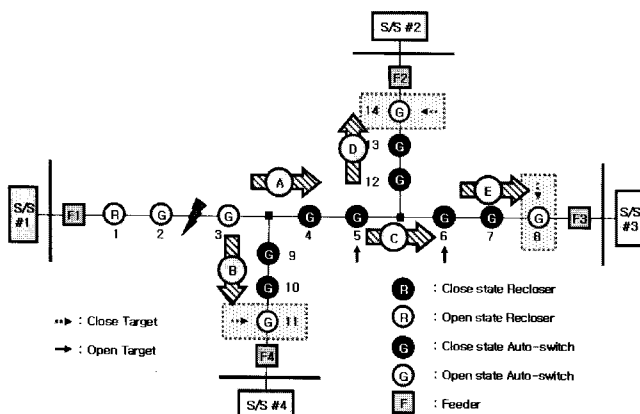 S/S #2
F2
14 G
13 G
D
12 G
A
E
S/S
#1
F1
R
G
G
G
G
G
G
G
F3
S/S
#3
1
2
3
4
5
C
6
7
8
B
G 9
G 10
G 11
F4
S/S #4
: Close Target
: Open Target
R : Close state Recloser
R : Open state Recloser
G : Close state Auto-switch
G : Open state Auto-switch
F : Feeder